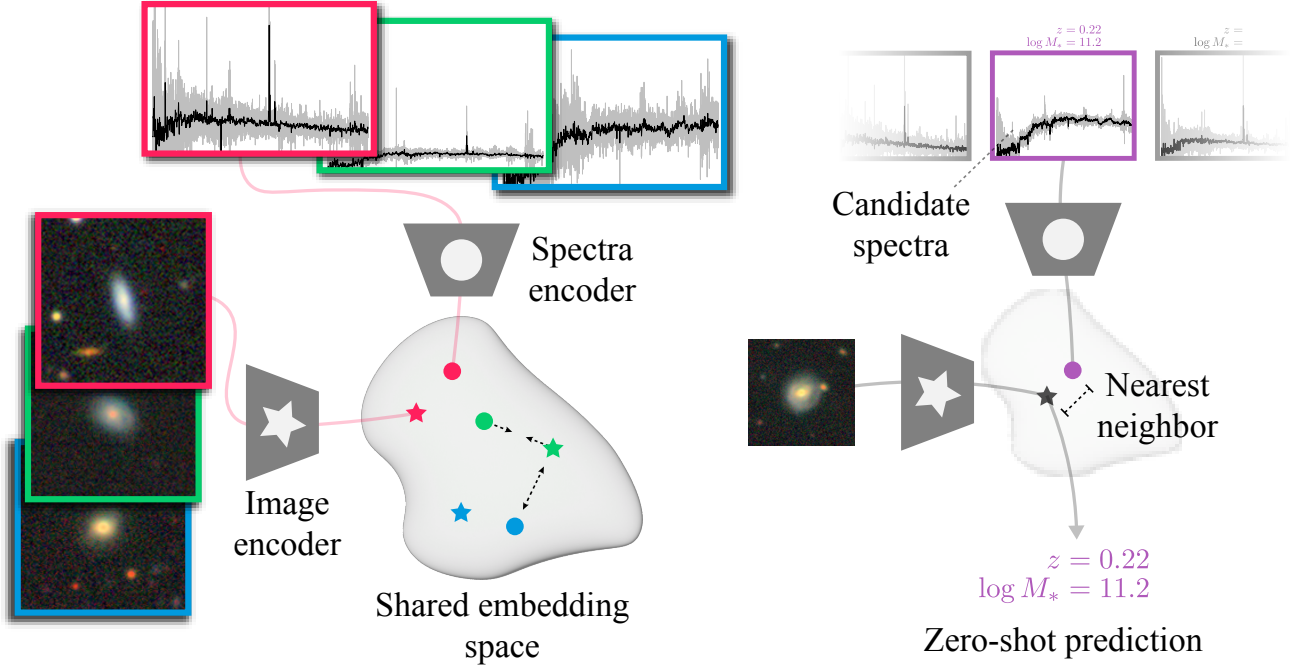 z = 0.22
log M* = 11.2
z =
log M* =
Spectra
encoder
Image
encoder
Shared embedding
space
Candidate
spectra
Nearest
neighbor
z = 0.22
log M* = 11.2
Zero-shot prediction